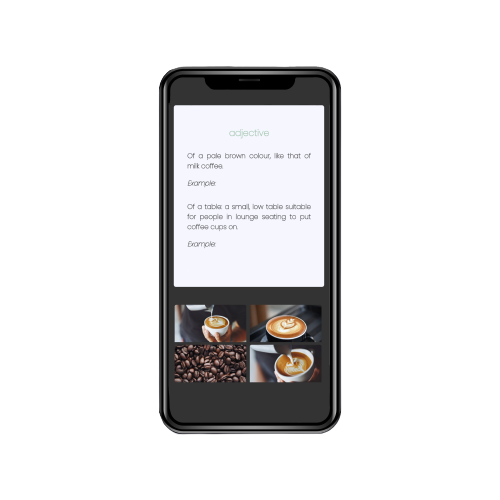 adjective
Of a pale brown colour, like that of
milk coffee.
Example:
Of a table: a small, low table suitable
for people in lounge seating to put
coffee cups on.
Example: